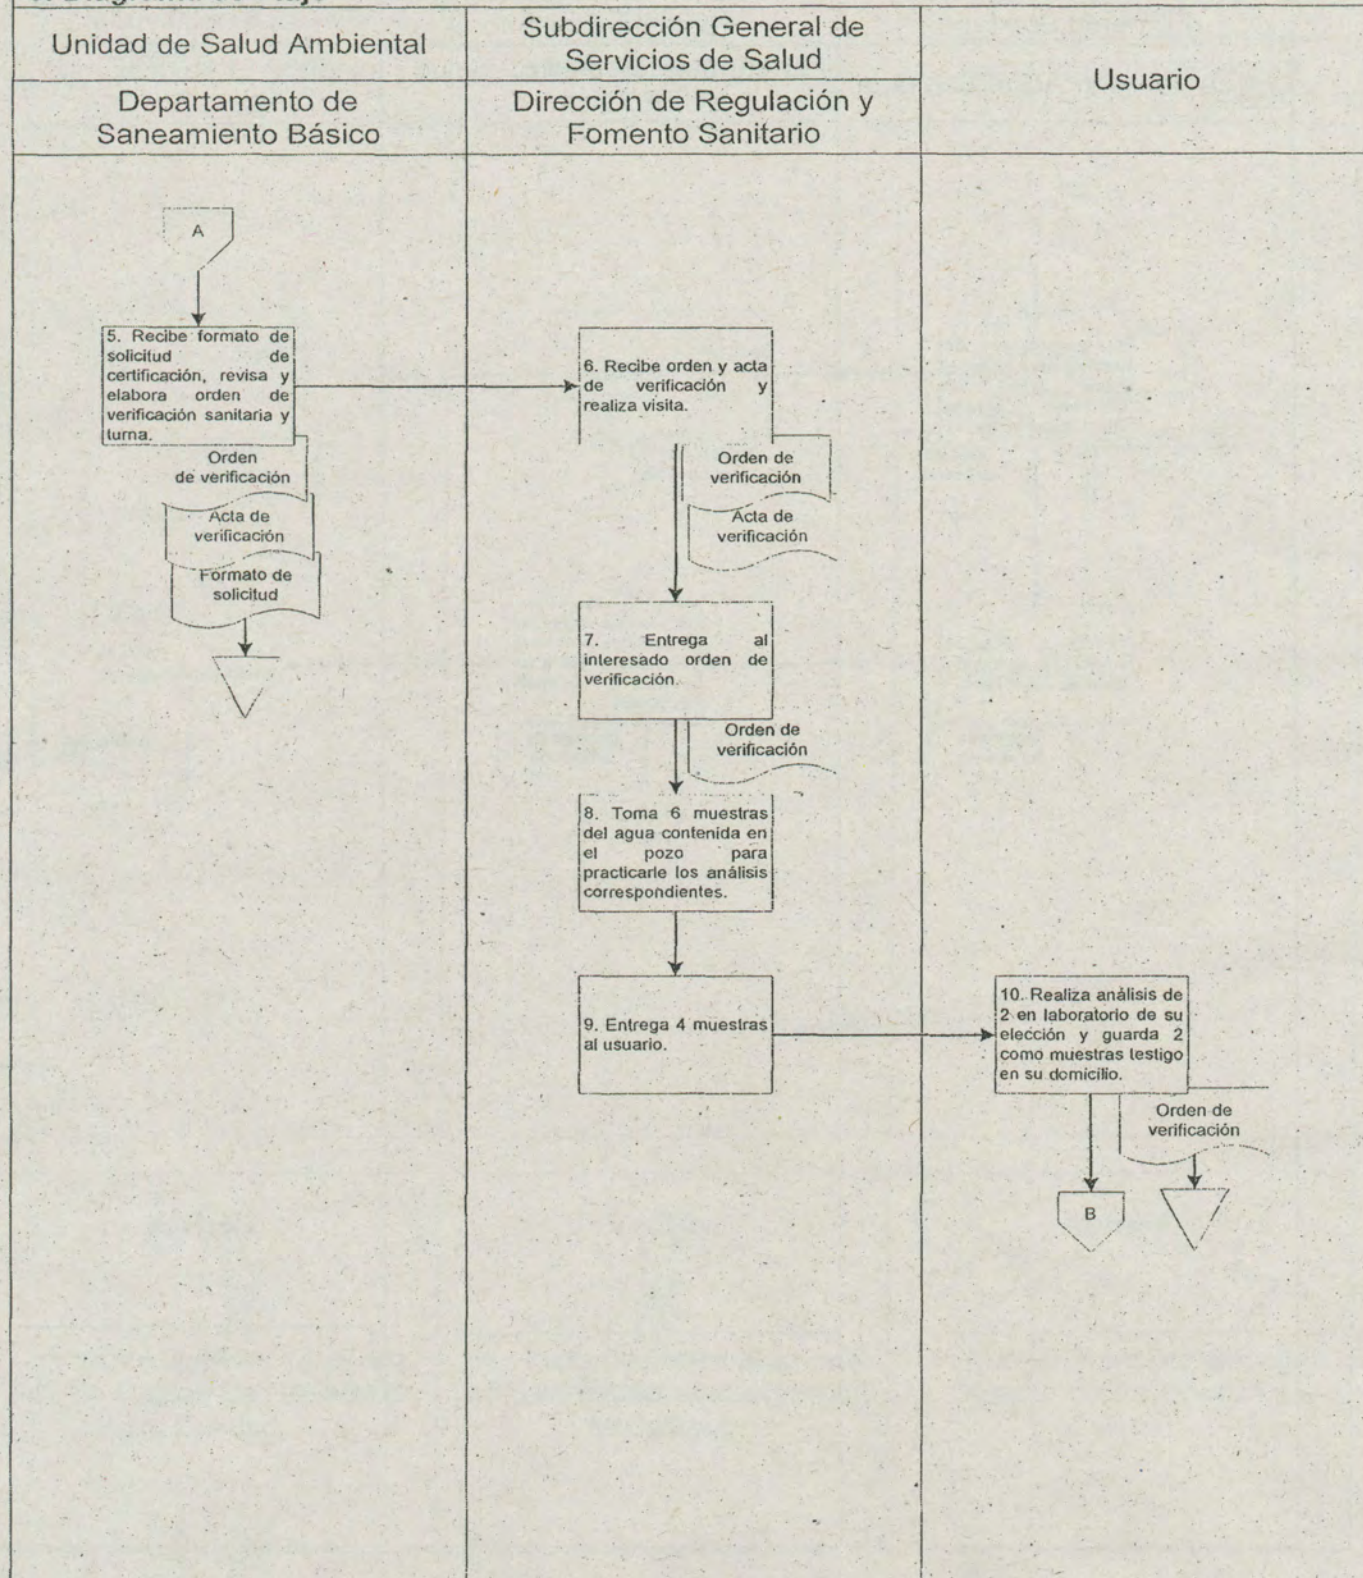 Unidad de Salud Ambiental
Departamento de
Saneamiento Básico
Subdirección General de
Servicios de Salud
Dirección de Regulación y
Fomento Sanitario
Usuario
A
5. Recibe formato de
solicitud de
certificación, revisa y
elabora orden de
verificación sanitaria y
turna.
Orden
de verificación
Acta de
verificación
Formato de
solicitud
6. Recibe orden y acta
de verificación y
realiza visita.
Orden de
verificación
Acta de
verificación
7. Entrega al
interesado orden de
verificación.
Orden de
verificación
8. Toma 6 muestras
del agua contenida en
el pozo para
practicarle los análisis
correspondientes.
9. Entrega 4 muestras
al usuario.
10. Realiza análisis de
2 en laboratorio de su
elección y guarda 2
como muestras testigo
en su domicilio.
Orden de
verificación
B